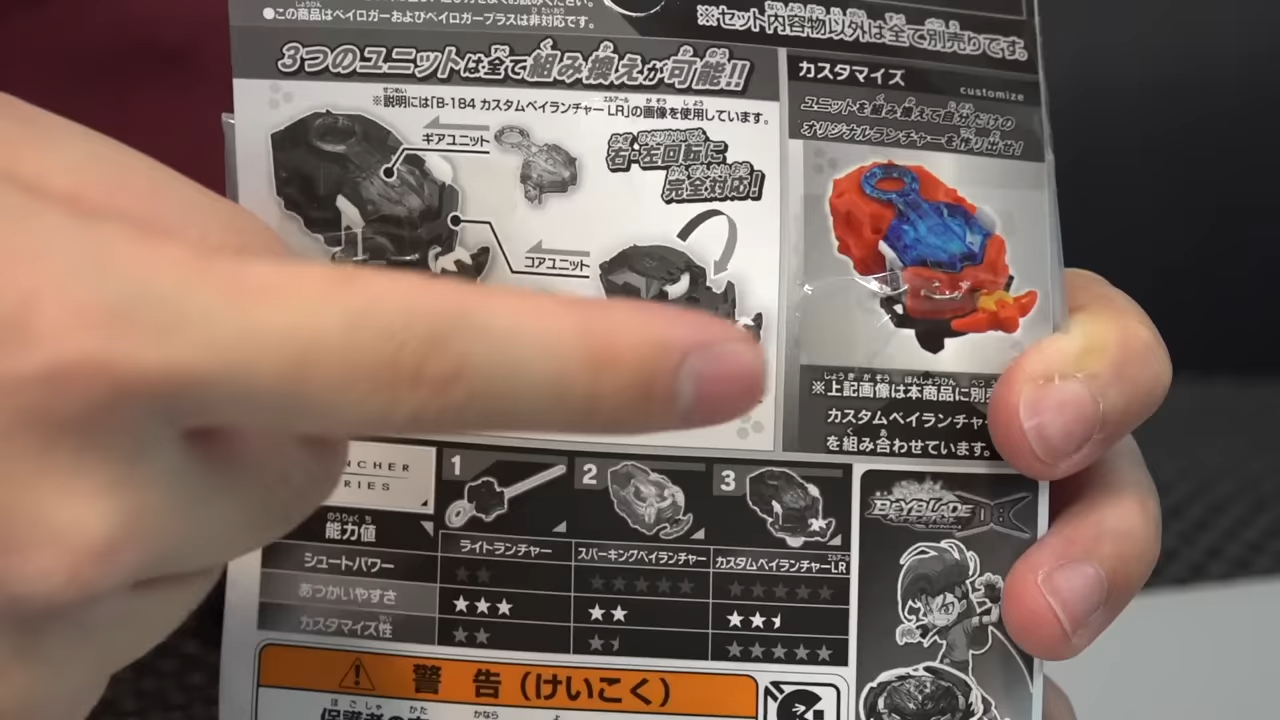 ●この商品はベイロガーおよびベイロガープラスは非対応です。
※セット内容物以外は全て別売りです。
3つのユニットは全て組み換えが可能!!
※説明には「B-184 カスタムベイランチャー LR」の画像を使用しています。
ギアユニット
右・左回転に
完全対応!
コアユニット
カスタマイズ
customize
ユニットを組み換えて自分だけの
オリジナルランチャーを作り出せ!
※上記画像は本商品に別
カスタムベイランチャ
を組み合わせています。
NCHER
RIES
能力値
1
2
3
ライトランチャー
スパーキングベイランチャー
カスタムベイランチャーLR
シュートパワー
★★
★★★★★
★★★★★
あつかいやすさ
★★★
★★
★★
カスタマイズ性
★★
★
★★★★★
BEYBLADE
ベイブレードバースト
DB
警告(けいこく)